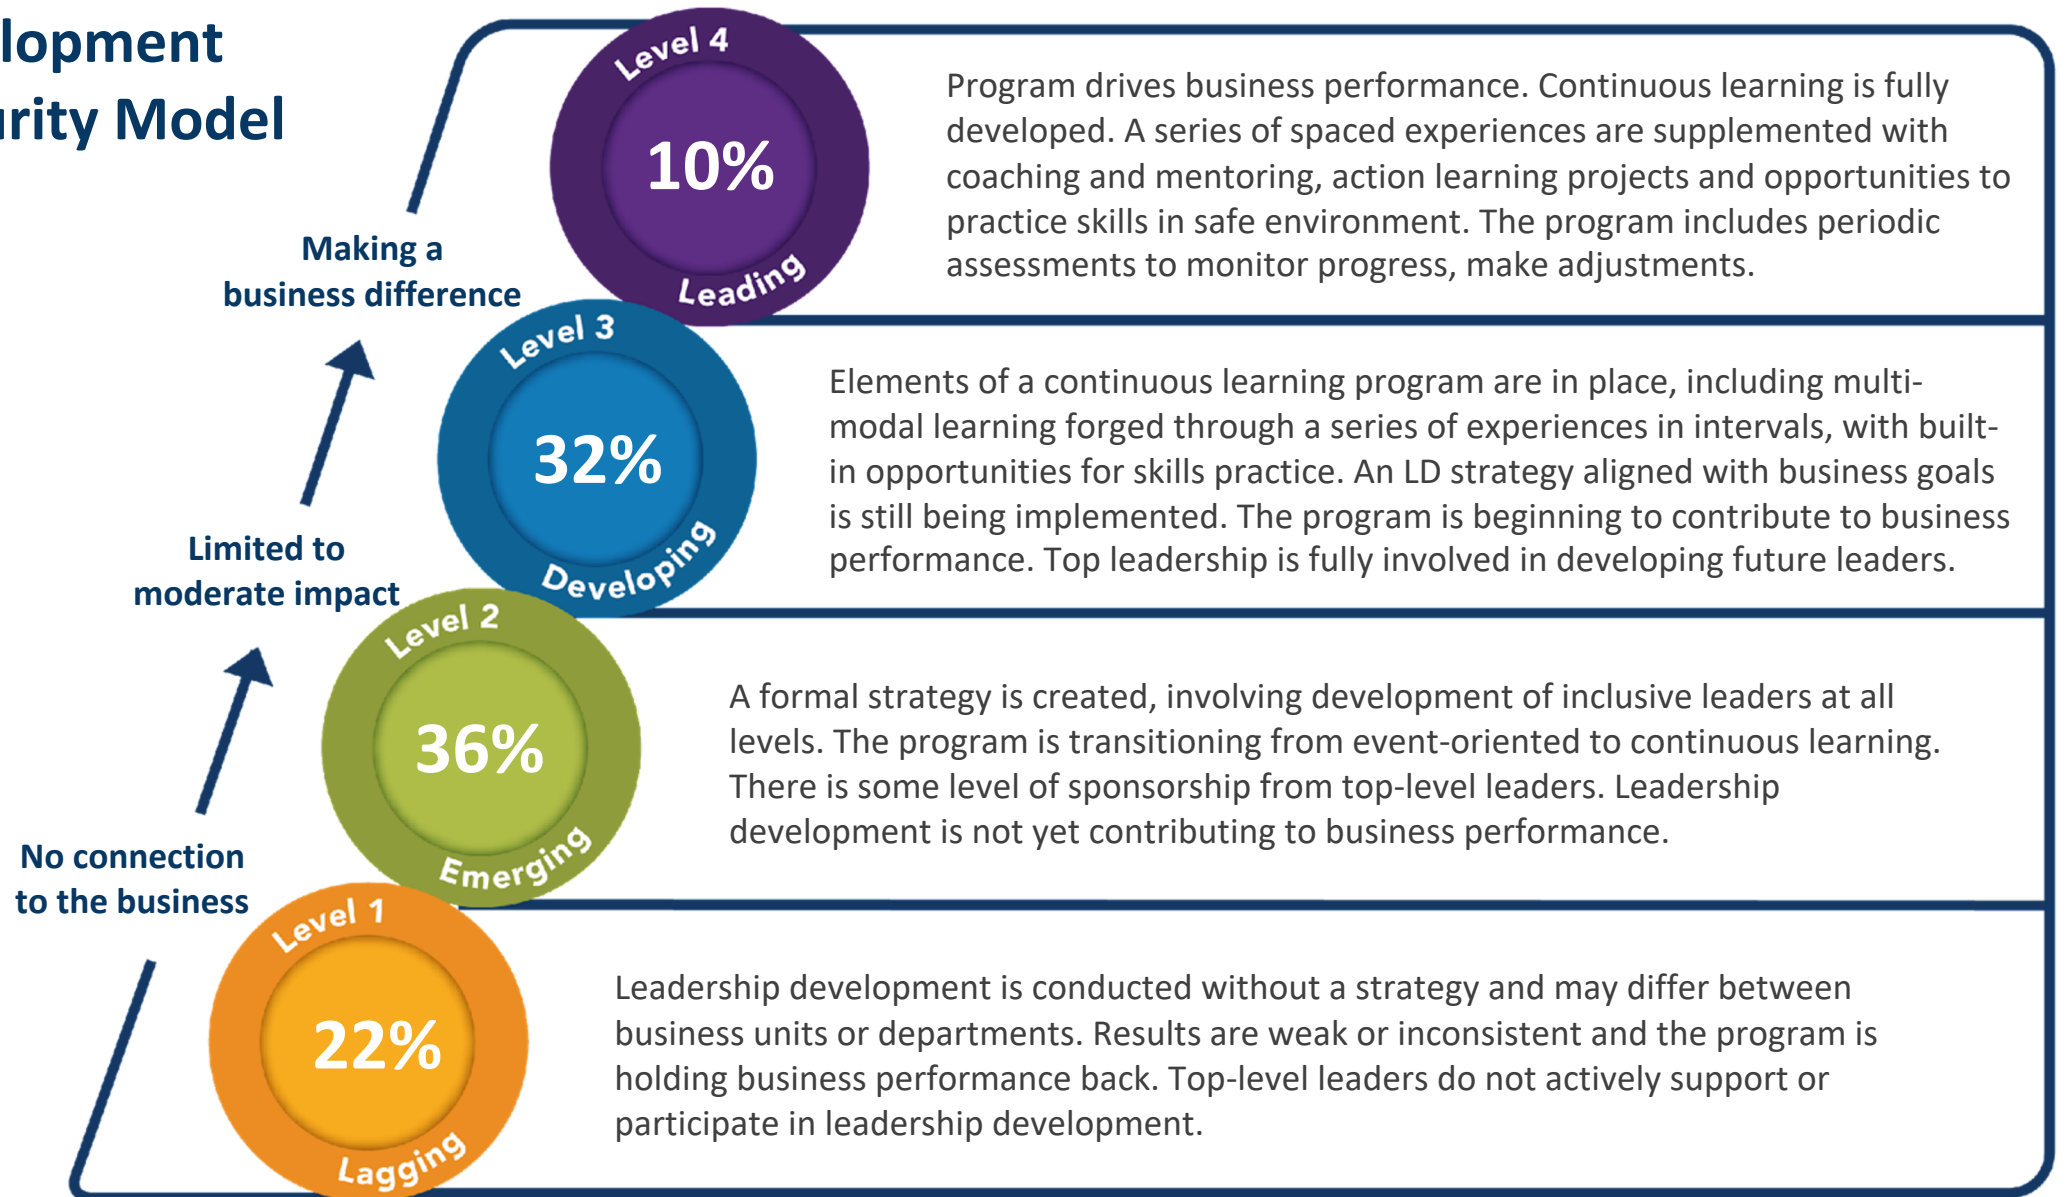 lopment
urity Model
Level 4
10%
Leading
Program drives business performance. Continuous learning is fully
developed. A series of spaced experiences are supplemented with
coaching and mentoring, action learning projects and opportunities to
practice skills in safe environment. The program includes periodic
assessments to monitor progress, make adjustments.
Making a
business difference
Level 3
32%
Developing
Elements of a continuous learning program are in place, including multi-
modal learning forged through a series of experiences in intervals, with built-
in opportunities for skills practice. An LD strategy aligned with business goals
is still being implemented. The program is beginning to contribute to business
performance. Top leadership is fully involved in developing future leaders.
Limited to
moderate impact
Level 2
36%
Emerging
A formal strategy is created, involving development of inclusive leaders at all
levels. The program is transitioning from event-oriented to continuous learning.
There is some level of sponsorship from top-level leaders. Leadership
development is not yet contributing to business performance.
No connection
to the business
Level 1
22%
Lagging
Leadership development is conducted without a strategy and may differ between
business units or departments. Results are weak or inconsistent and the program is
holding business performance back. Top-level leaders do not actively support or
participate in leadership development.